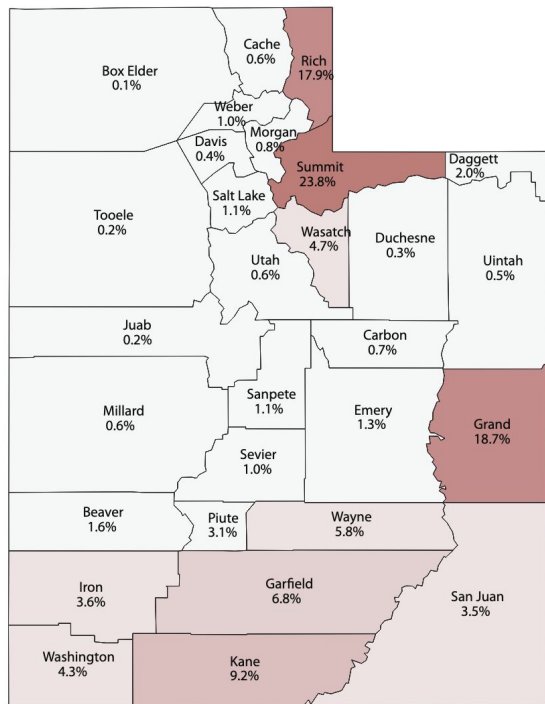 Cache
0.6%
Rich
17.9%
Box Elder
0.1%
Weber
1.0%
Morgan
0.8%
Davis
0.4%
Summit
23.8%
Daggett
2.0%
Salt Lake
1.1%
Tooele
0.2%
Wasatch
4.7%
Duchesne
0.3%
Uintah
0.5%
Utah
0.6%
Juab
0.2%
Carbon
0.7%
Sanpete
1.1%
Millard
0.6%
Emery
1.3%
Grand
18.7%
Sevier
1.0%
Beaver
1.6%
Piute
3.1%
Wayne
5.8%
Iron
3.6%
Garfield
6.8%
San Juan
3.5%
Washington
4.3%
Kane
9.2%